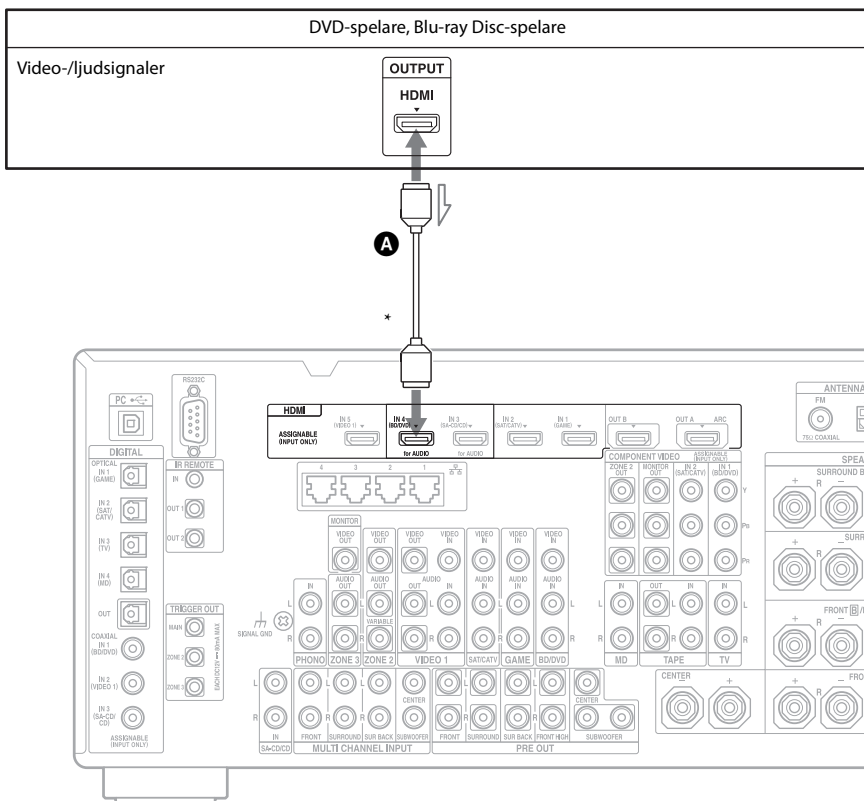 DVD-spelare, Blu-ray Disc-spelare
Video-/ljudsignaler
OUTPUT
HDMI
A
*
RS232C
PC
HDMI
ASSIGNABLE
(INPUT ONLY)
IN 5
(VIDEO 1)
IN 4
(BD/DVD)
for AUDIO
IN 3
(SA-CD/CD)
for AUDIO
IN 2
(SAT/CATV)
IN 1
(GAME)
OUT B
OUT A
ARC
ANTENNA
FM
75Ω COAXIAL
DIGITAL
OPTICAL
IN 1
(GAME)
IN 2
(SAT/
CATV)
IN 3
(TV)
IN 4
(MD)
OUT
COAXIAL
IN 1
(BD/DVD)
IN 2
(VIDEO 1)
IN 3
(SA-CD/
CD)
ASSIGNABLE
(INPUT ONLY)
IR REMOTE
IN
OUT 1
OUT 2
TRIGGER OUT
MAIN
ZONE 2
ZONE 3
EACH DC12V 80mA MAX
4 3 2 1
COMPONENT VIDEO
ASSIGNABLE
(INPUT ONLY)
ZONE 2
OUT
MONITOR
OUT
IN 2
(SAT/CATV)
IN 1
(BD/DVD)
Y
PB
PR
MONITOR
VIDEO
OUT
VIDEO
OUT
VIDEO
OUT
VIDEO
IN
VIDEO
IN
VIDEO
IN
VIDEO
IN
IN
AUDIO
OUT
AUDIO
OUT
VARIABLE
AUDIO
OUT IN
AUDIO
IN
AUDIO
IN
AUDIO
IN
L
R
SIGNAL GND
PHONO
ZONE 3
ZONE 2
VIDEO 1
SAT/CATV
GAME
BD/DVD
IN
OUT
IN
IN
L
R
MD
TAPE
TV
L
R
IN
SA-CD/CD
FRONT
SURROUND
SUR BACK
CENTER
SUBWOOFER
MULTI CHANNEL INPUT
FRONT
SURROUND
SUR BACK
FRONT HIGH
CENTER
SUBWOOFER
PRE OUT
SPEA
SURROUND B
+ R −
SURR
+ R −
FRONT B /
+ R −
CENTER
− +
FRO
+ R −